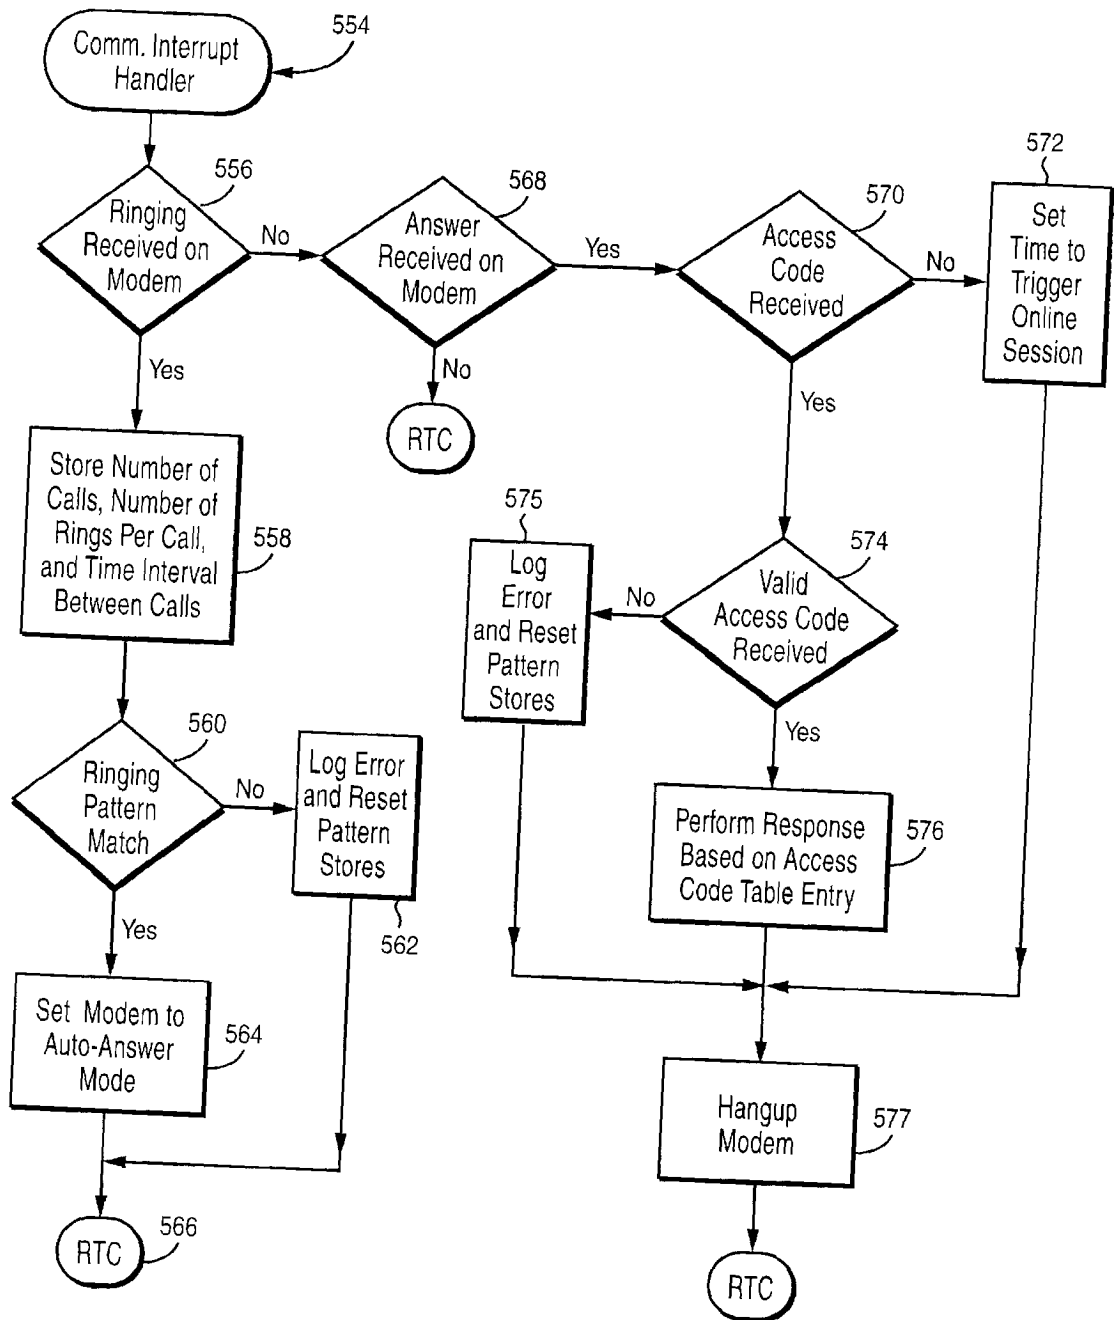 Comm. Interrupt
Handler
554
Ringing
Received on
Modem
556
No
Yes
Answer
Received on
Modem
568
Yes
No
RTC
Access
Code
Received
570
No
Yes
572
Set
Time to
Trigger
Online
Session
Store Number of
Calls, Number of
Rings Per Call,
and Time Interval
Between Calls
558
575
Log
Error
and Reset
Pattern
Stores
No
Valid
Access Code
Received
574
Yes
Ringing
Pattern
Match
560
No
Yes
Log Error
and Reset
Pattern
Stores
562
Perform Response
Based on Access
Code Table Entry
576
Set Modem to
Auto-Answer
Mode
564
Hangup
Modem
577
RTC
566
RTC